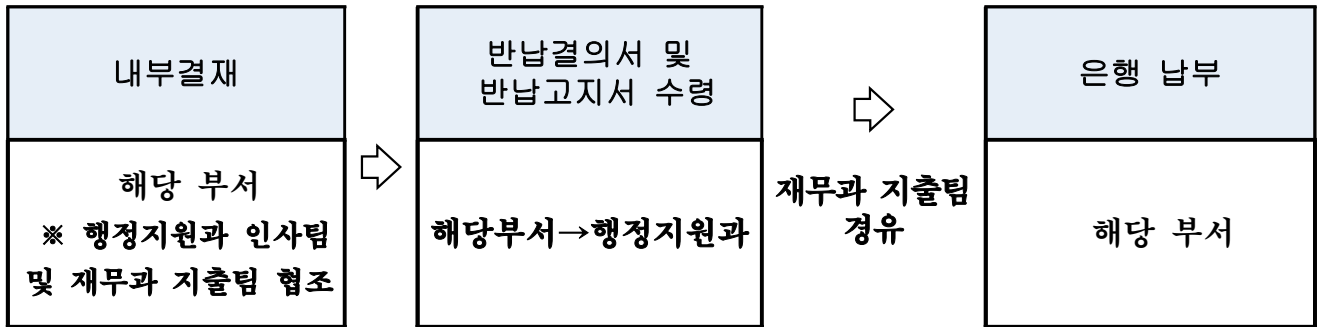 내부결재
해당 부서
※ 행정지원과 인사팀
및 재무과 지출팀 협조
반납결의서 및
반납고지서 수령
해당부서→행정지원과
재무과 지출팀
경유
은행 납부
해당 부서